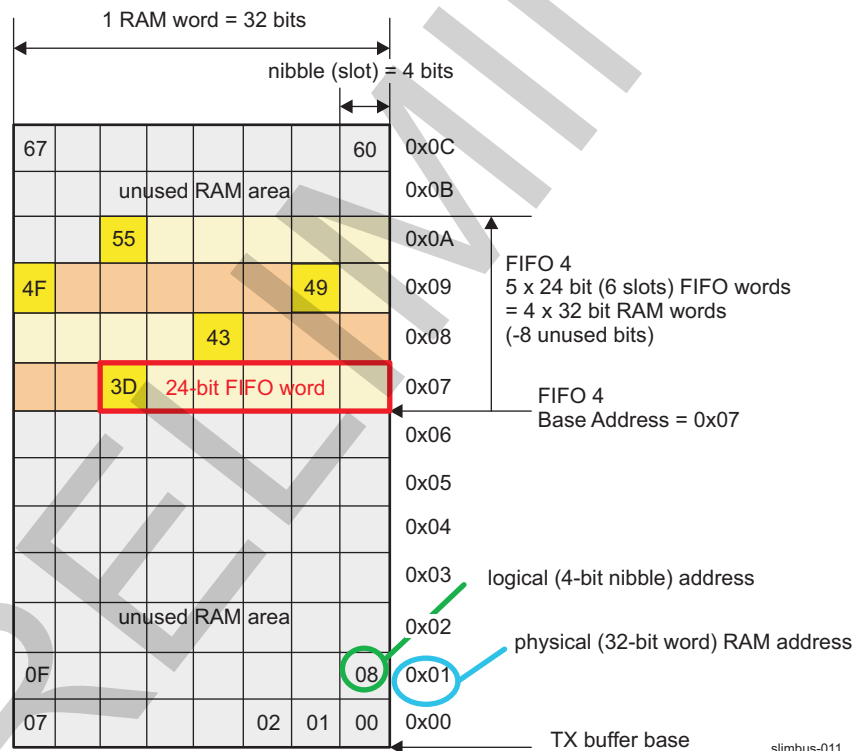 1 RAM word = 32 bits
nibble (slot) = 4 bits
67 60 0x0C
unused RAM area 0x0B
55 0x0A
FIFO 4
5 x 24 bit (6 slots) FIFO words
= 4 x 32 bit RAM words
(-8 unused bits)
4F 49 0x09
43 0x08
3D 24-bit FIFO word 0x07
FIFO 4
Base Address = 0x07
0x06
0x05
0x04
0x03
logical (4-bit nibble) address
unused RAM area 0x02
physical (32-bit word) RAM address
0F 08 0x01
07 02 01 00 0x00
TX buffer base
slimbus-011
RELIMI